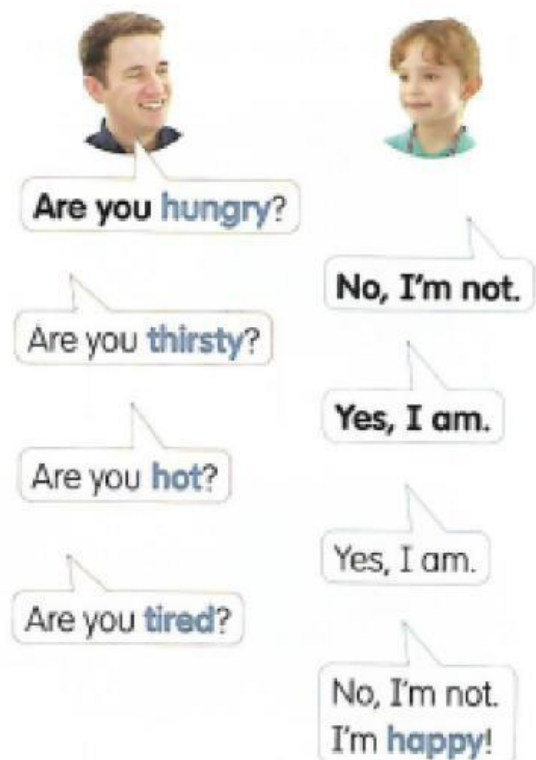 Are you hungry?
No, I'm not.
Are you thirsty?
Yes, I am.
Are you hot?
Yes, I am.
Are you tired?
No, I'm not.
I'm happy!